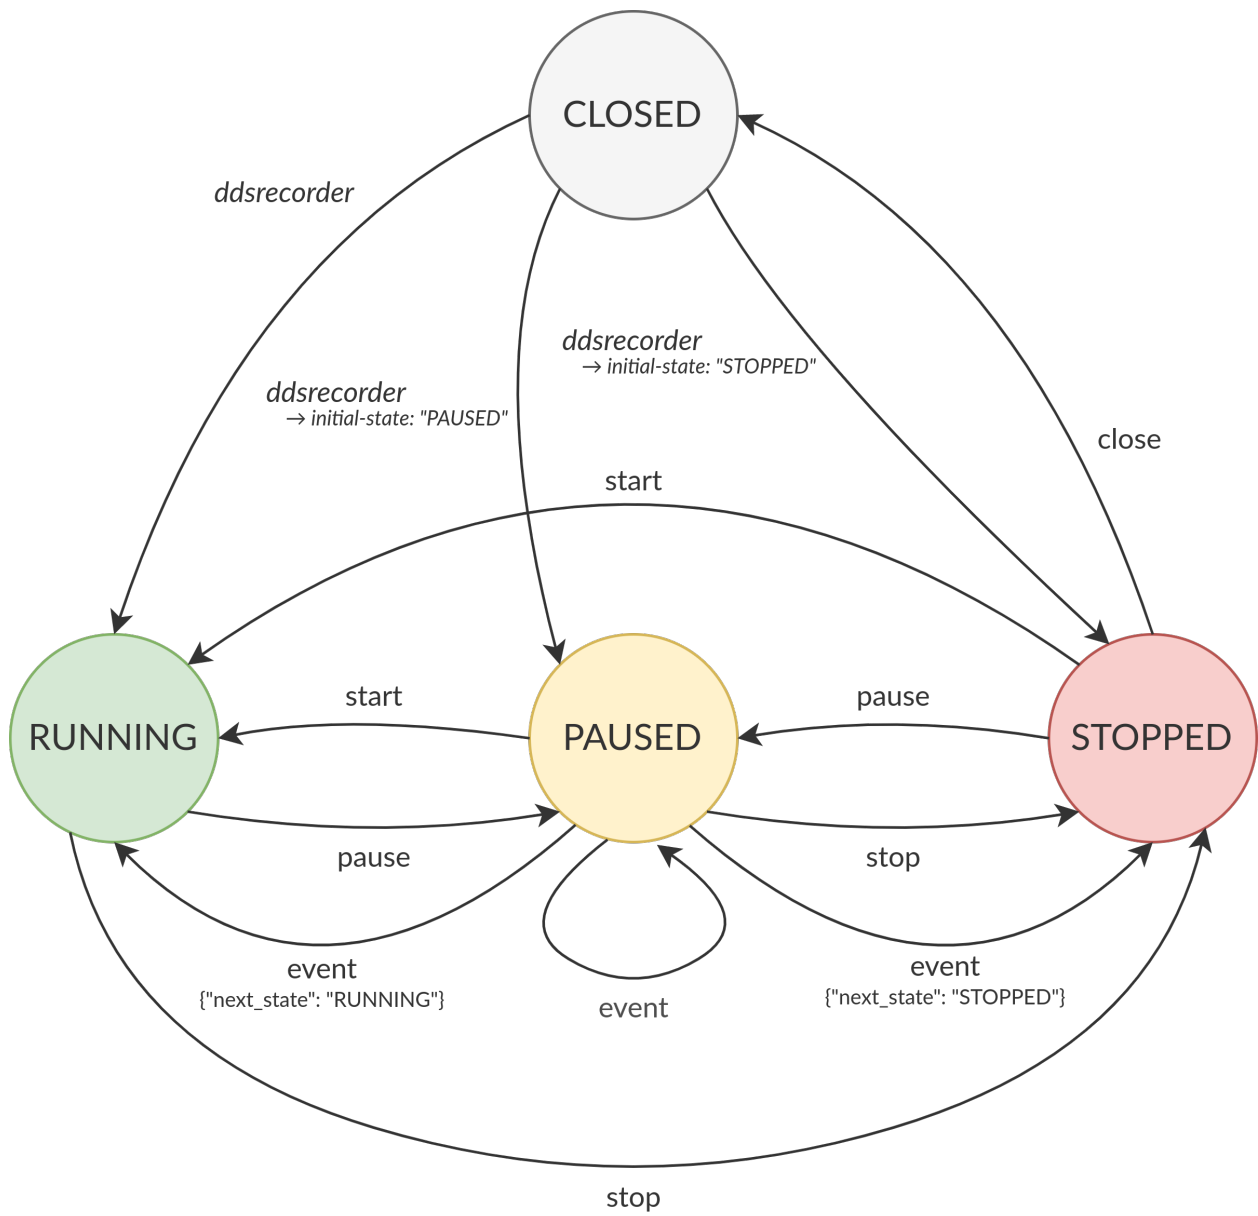 CLOSED
ddsrecorder
ddsrecorder
→ initial-state: "STOPPED"
ddsrecorder
→ initial-state: "PAUSED"
close
start
start
pause
RUNNING
PAUSED
STOPPED
pause
stop
event
{"next_state": "RUNNING"}
event
{"next_state": "STOPPED"}
event
stop